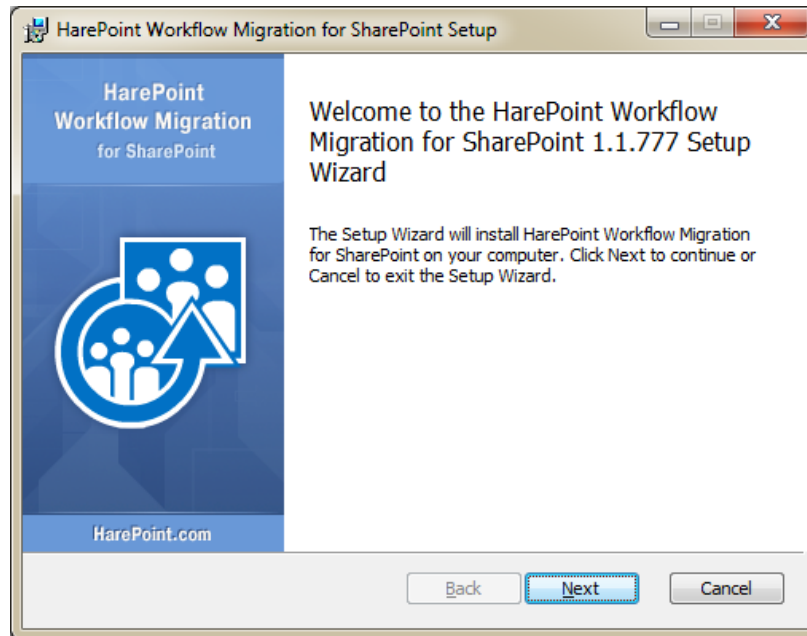 HarePoint Workflow Migration for SharePoint Setup
HarePoint
Workflow Migration
for SharePoint
Welcome to the HarePoint Workflow
Migration for SharePoint 1.1.777 Setup
Wizard
The Setup Wizard will install HarePoint Workflow Migration
for SharePoint on your computer. Click Next to continue or
Cancel to exit the Setup Wizard.
HarePoint.com
Back
Next
Cancel